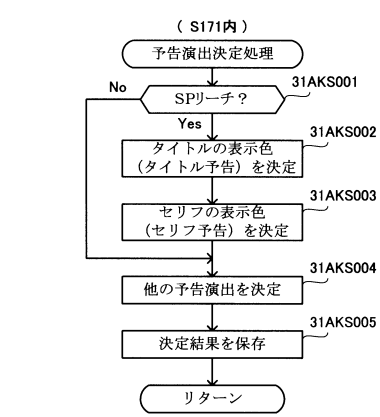 ( S171内 )
予告演出決定処理
No
SPリーチ？
31AKS001
Yes
31AKS002
タイトルの表示色
(タイトル予告) を決定
31AKS003
セリフの表示色
(セリフ予告) を決定
31AKS004
他の予告演出を決定
31AKS005
決定結果を保存
リターン